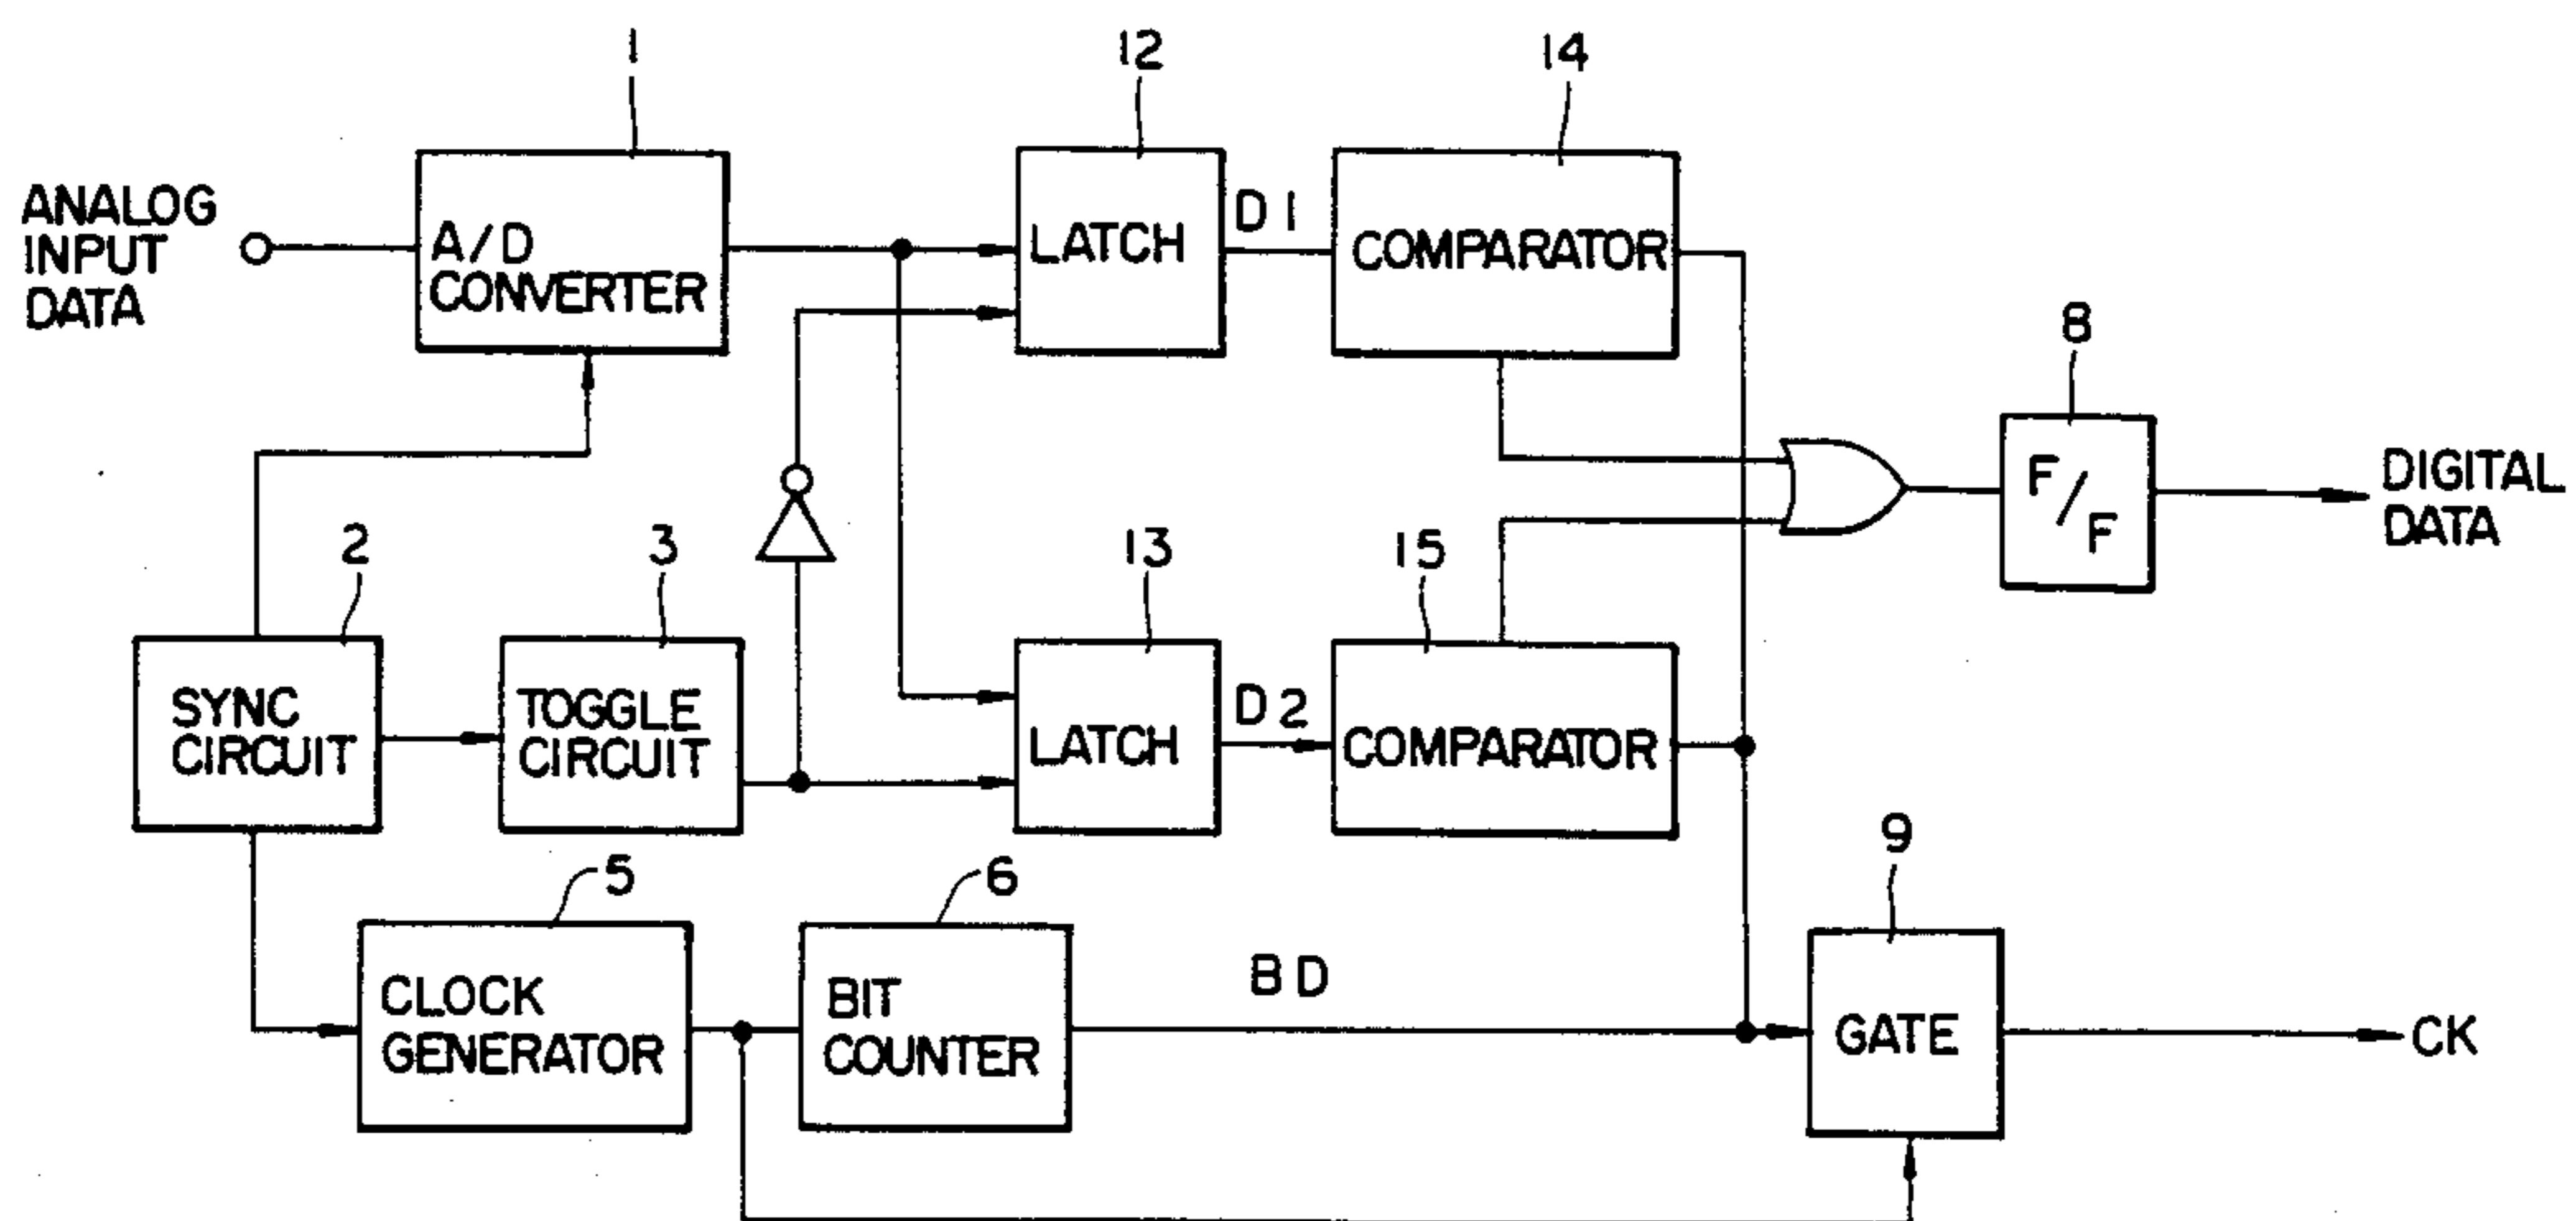 1
12
14
ANALOG
INPUT
DATA
A/D
CONVERTER
LATCH
D1
COMPARATOR
8
F/F
DIGITAL
DATA
2
3
13
15
SYNC
CIRCUIT
TOGGLE
CIRCUIT
LATCH
D2
COMPARATOR
5
6
9
CLOCK
GENERATOR
BIT
COUNTER
BD
GATE
CK